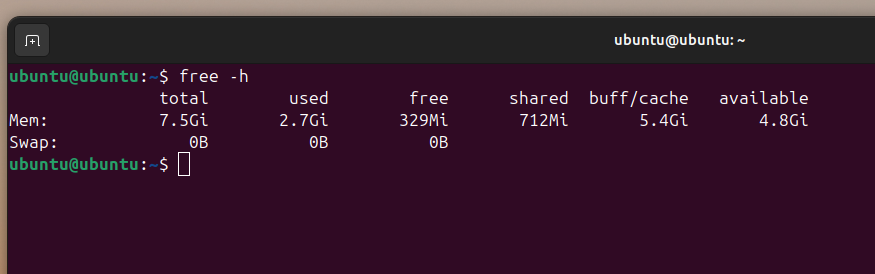 ubuntu@ubuntu: ~
ubuntu@ubuntu:~$ free -h
               total        used        free      shared  buff/cache   available
Mem:           7.5Gi       2.7Gi       329Mi       712Mi       5.4Gi       4.8Gi
Swap:             0B          0B          0B
ubuntu@ubuntu:~$